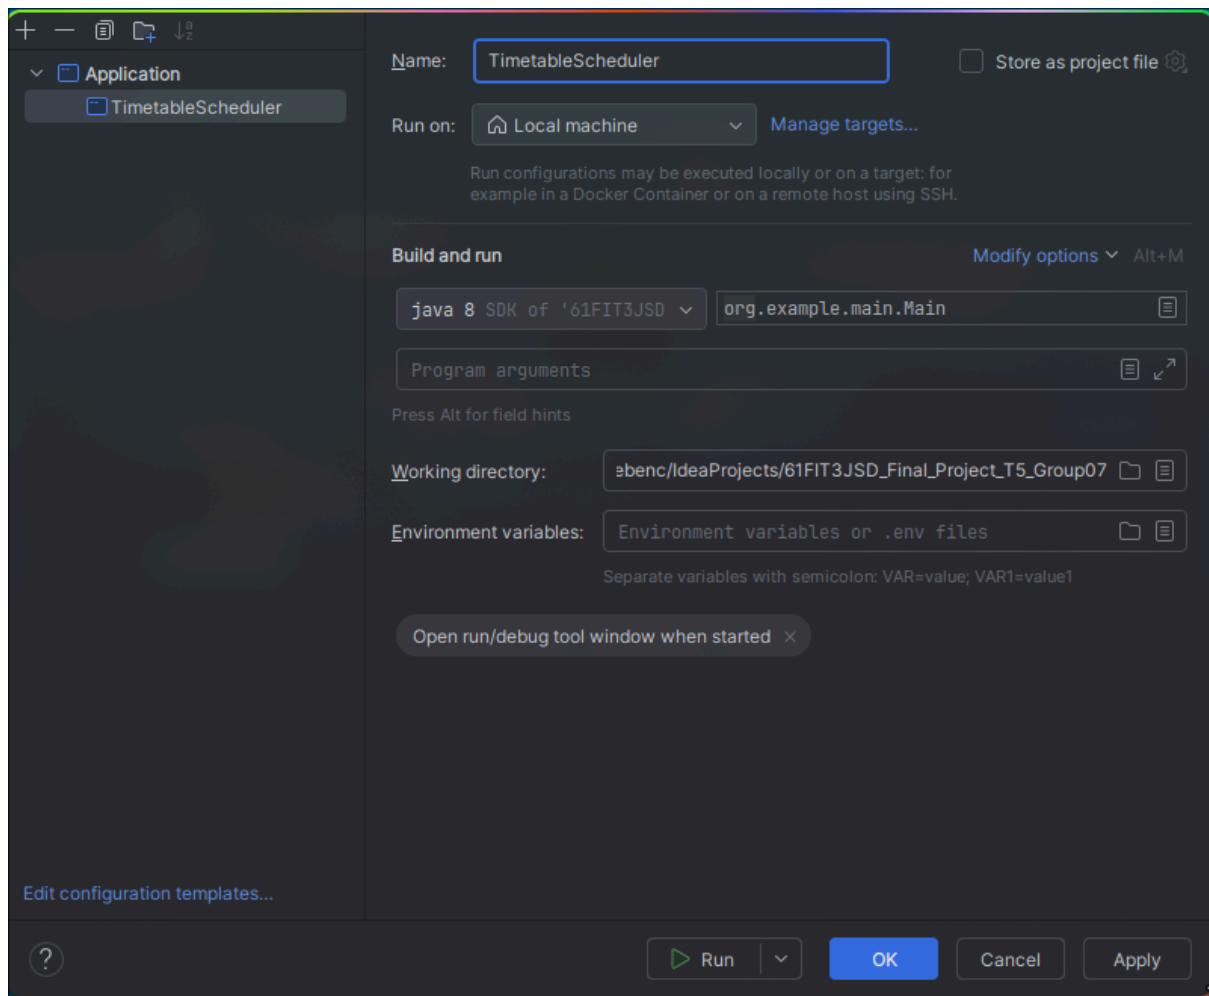 Application
TimetableScheduler
Edit configuration templates...
Name: TimetableScheduler Store as project file
Run on: Local machine Manage targets...
Run configurations may be executed locally or on a target: for
example in a Docker Container or on a remote host using SSH.
Build and run Modify options Alt+M
java 8 SDK of '61FIT3JSD org.example.main.Main
Program arguments
Press Alt for field hints
Working directory: ebenc/IdeaProjects/61FIT3JSD_Final_Project_T5_Group07
Environment variables: Environment variables or .env files
Separate variables with semicolon: VAR=value; VAR1=value1
Open run/debug tool window when started ×
? Run OK Cancel Apply